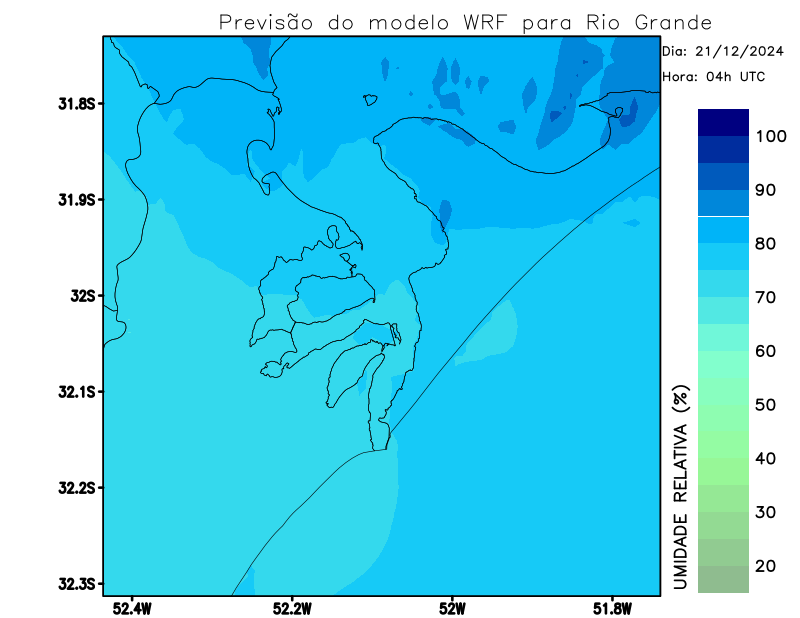 Previsão do modelo WRF para Rio Grande
Dia: 21/12/2024
Hora: 04h UTC
31.8S
31.9S
32S
32.1S
32.2S
32.3S
52.4W
52.2W
52W
51.8W
100
90
80
70
60
50
40
30
20
UMIDADE RELATIVA (%)